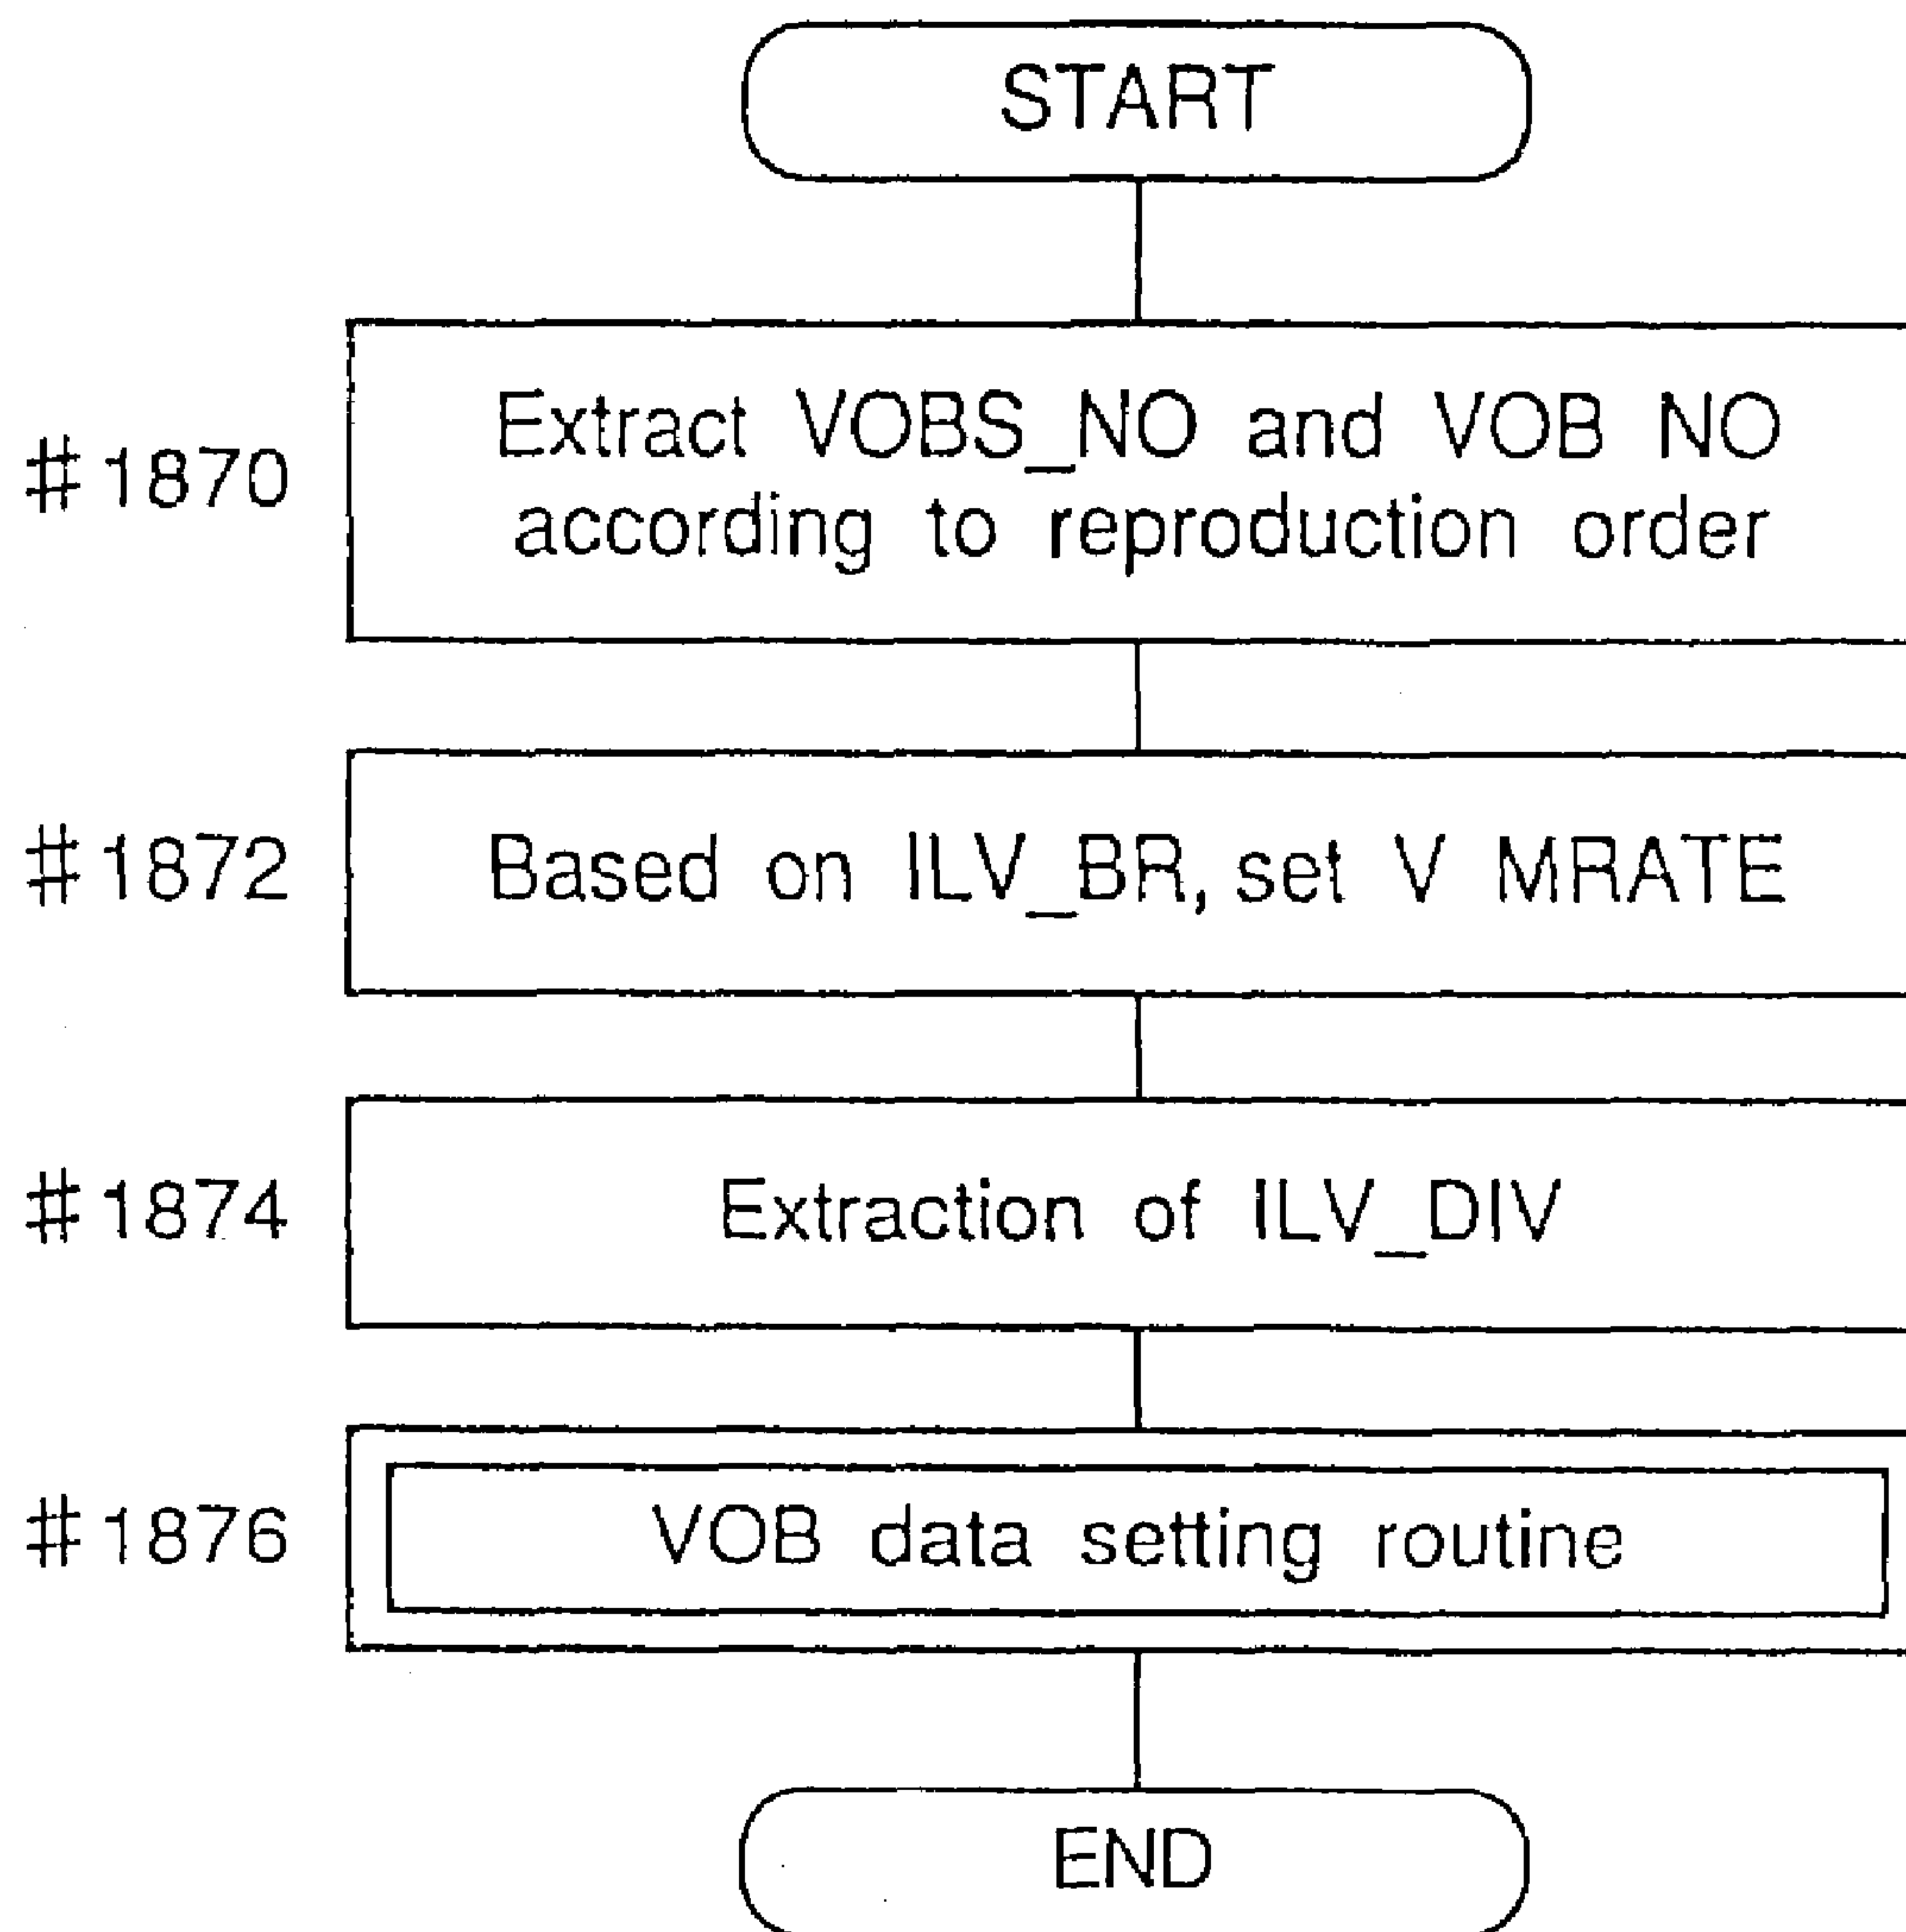 START
#1870
Extract VOBS_NO and VOB NO
according to reproduction order
#1872
Based on ILV_BR, set V MRATE
#1874
Extraction of ILV_DIV
#1876
VOB data setting routine
END